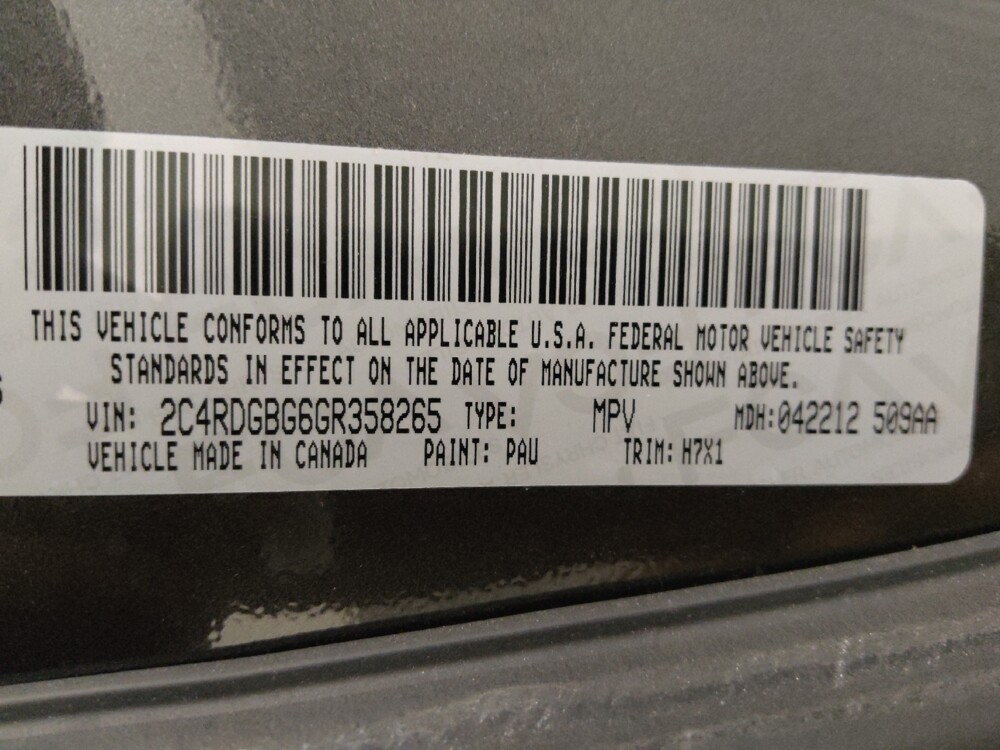 THIS VEHICLE CONFORMS TO ALL APPLICABLE U.S.A. FEDERAL MOTOR VEHICLE SAFETY
STANDARDS IN EFFECT ON THE DATE OF MANUFACTURE SHOWN ABOVE.
VIN: 2C4RDGBG6GR358265 TYPE: MPV MDH: 042212 509AA
VEHICLE MADE IN CANADA PAINT: PAU TRIM: H7X1